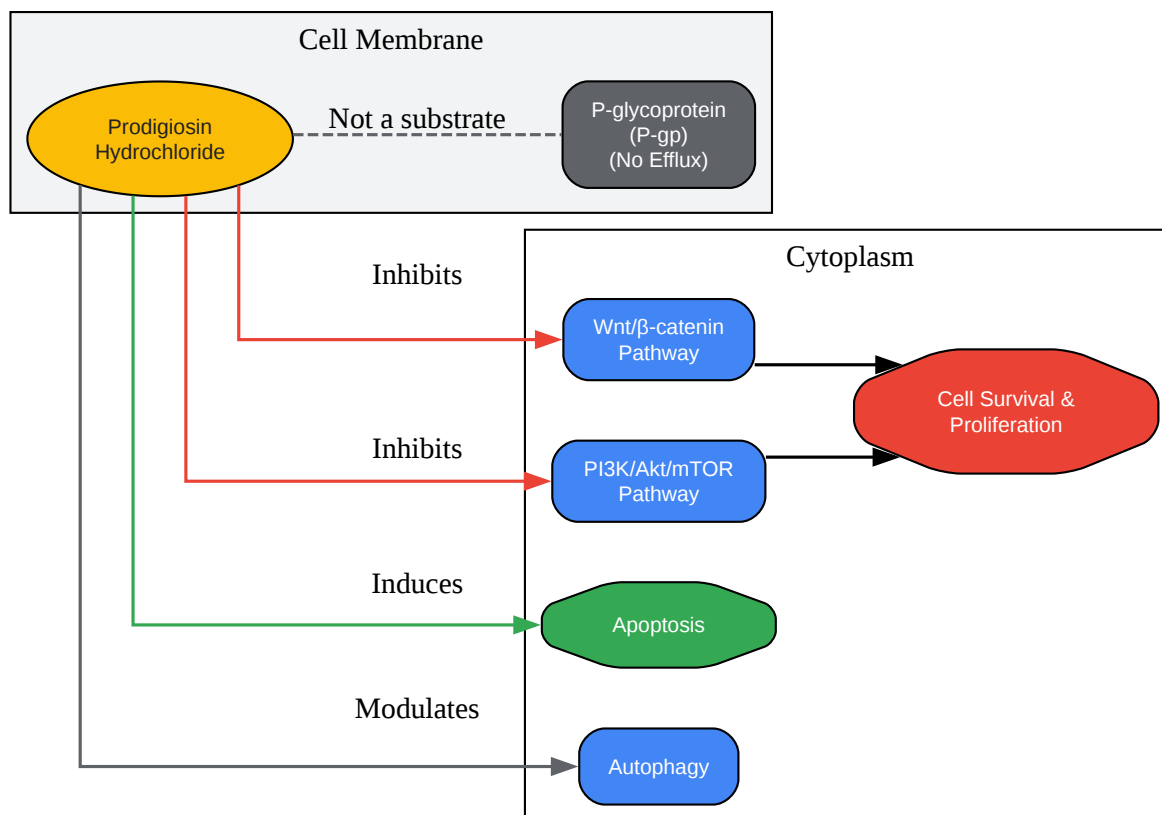 Cell Membrane
Prodigiosin
Hydrochloride
Not a substrate
P-glycoprotein
(P-gp)
(No Efflux)
Cytoplasm
Inhibits
Wnt/β-catenin
Pathway
Cell Survival &
Proliferation
Inhibits
PI3K/Akt/mTOR
Pathway
Induces
Apoptosis
Modulates
Autophagy